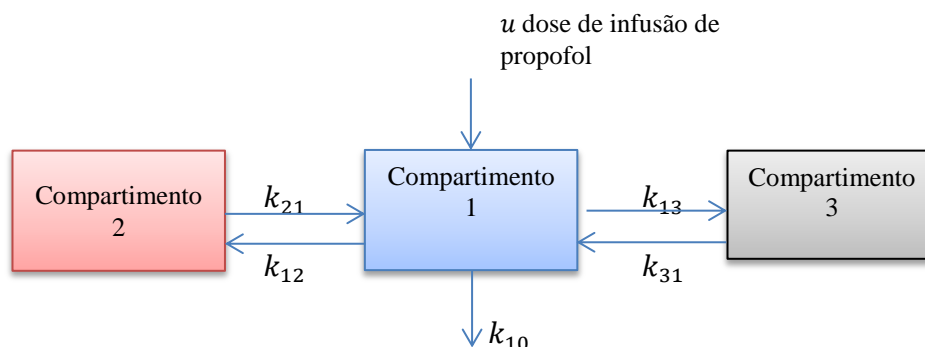 u dose de infusão de
propofol
Compartimento
2
k21
k12
Compartimento
1
k13
k31
Compartimento
3
k10